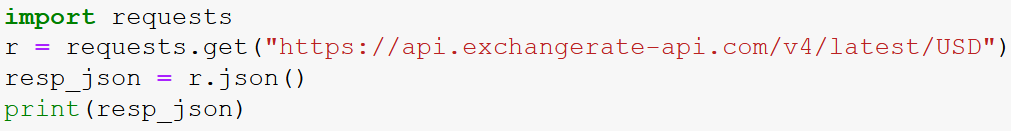 import requests
r = requests.get("https://api.exchangerate-api.com/v4/latest/USD")
resp_json = r.json()
print(resp_json)